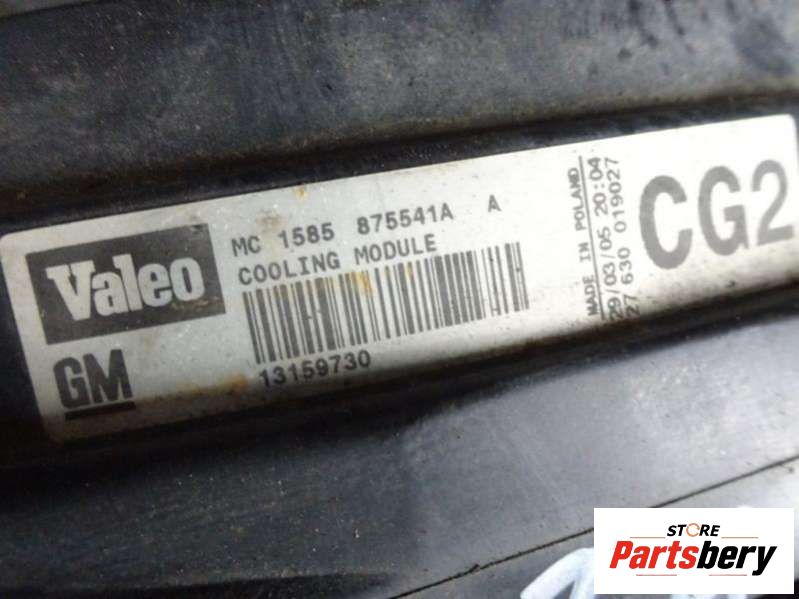 Valeo
GM
MC 1585 875541A A
COOLING MODULE
13159730
MADE IN POLAND
29/03/05 20:04
27 630 019027
CG2
STORE
Partsbery